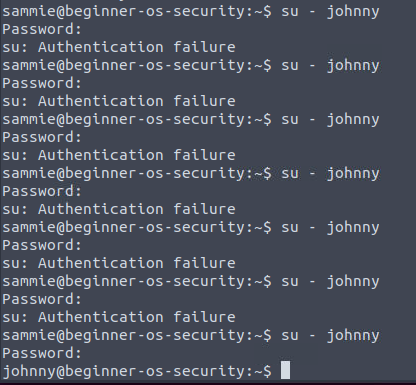 sammie@beginner-os-security:~$ su - johnny
Password:
su: Authentication failure
sammie@beginner-os-security:~$ su - johnny
Password:
su: Authentication failure
sammie@beginner-os-security:~$ su - johnny
Password:
su: Authentication failure
sammie@beginner-os-security:~$ su - johnny
Password:
su: Authentication failure
sammie@beginner-os-security:~$ su - johnny
Password:
su: Authentication failure
sammie@beginner-os-security:~$ su - johnny
Password:
su: Authentication failure
sammie@beginner-os-security:~$ su - johnny
Password:
johnny@beginner-os-security:~$